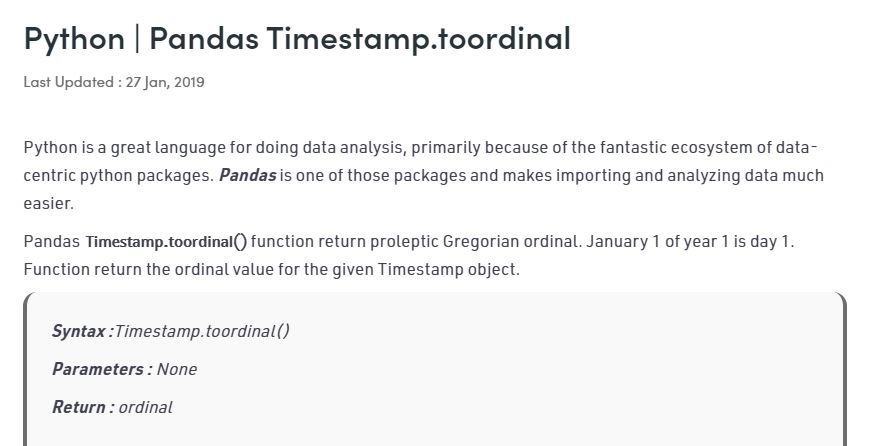 Python | Pandas Timestamp.toordinal
Last Updated : 27 Jan, 2019
Python is a great language for doing data analysis, primarily because of the fantastic ecosystem of data-
centric python packages. Pandas is one of those packages and makes importing and analyzing data much
easier.
Pandas Timestamp.toordinal() function return proleptic Gregorian ordinal. January 1 of year 1 is day 1.
Function return the ordinal value for the given Timestamp object.
Syntax :Timestamp.toordinal()
Parameters : None
Return : ordinal